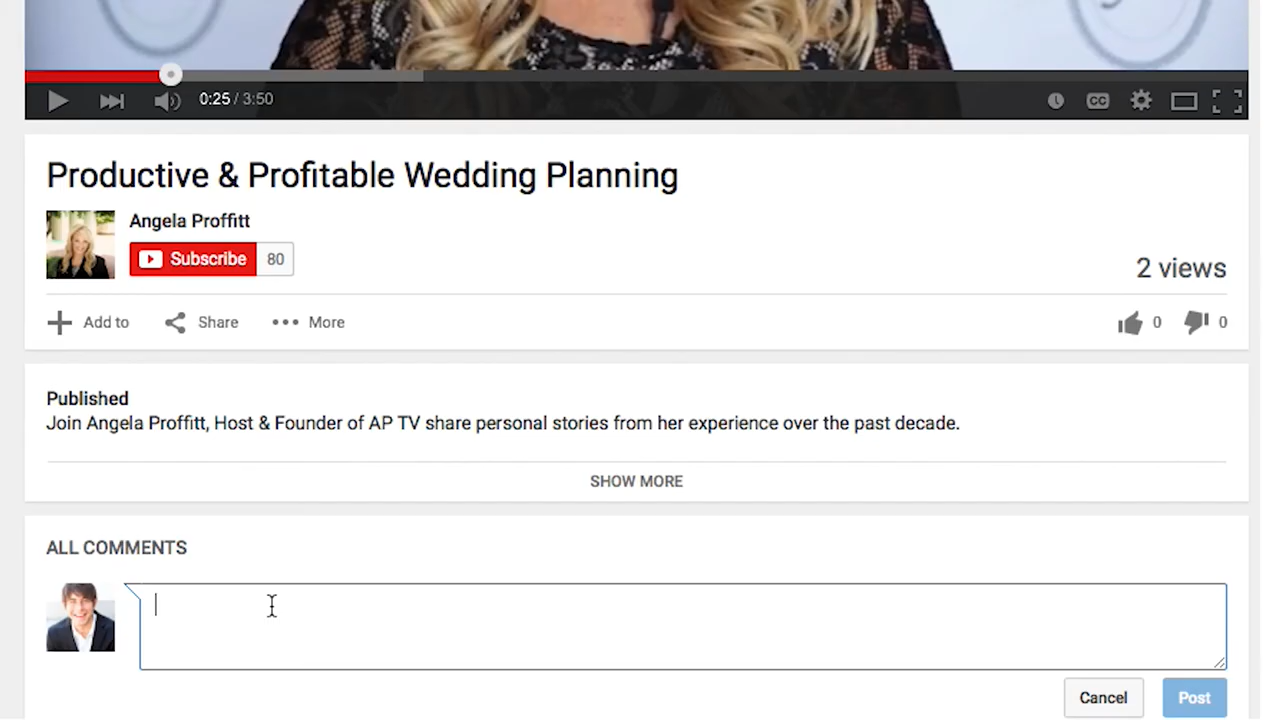 0:25 / 3:50
CC
Productive & Profitable Wedding Planning
Angela Proffitt
Subscribe 80
2 views
Add to Share More
0 0
Published
Join Angela Proffitt, Host & Founder of AP TV share personal stories from her experience over the past decade.
SHOW MORE
ALL COMMENTS
Cancel Post